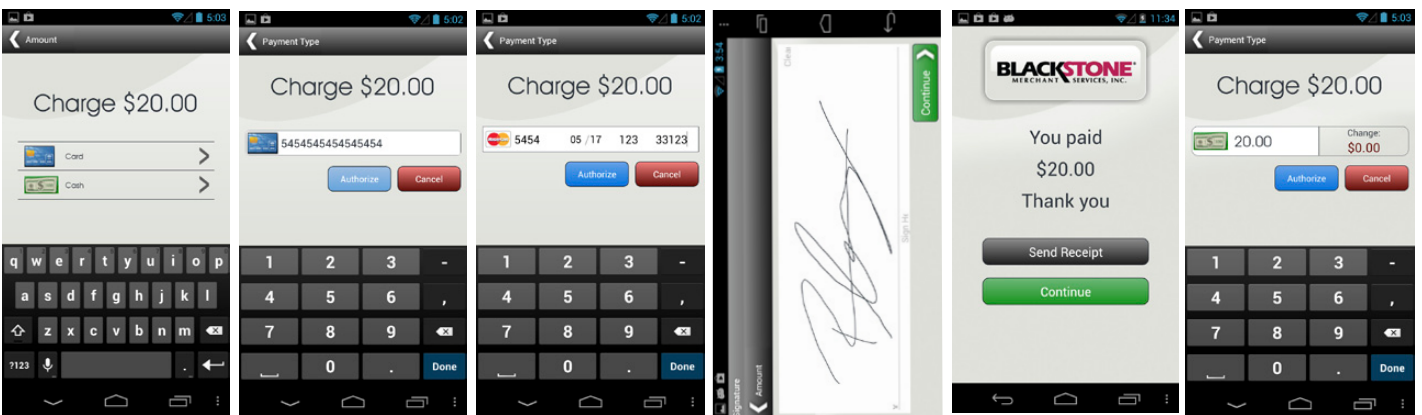 5:03
Amount
Charge $20.00
Card
Cash
q w e r t y u i o p
a s d f g h j k l
z x c v b n m
?123 .
5:02
Payment Type
Charge $20.00
5454545454545454
Authorize Cancel
1 2 3 -
4 5 6 ,
7 8 9
0 . Done
5:02
Payment Type
Charge $20.00
5454 05 /17 123 33123
Authorize Cancel
1 2 3 -
4 5 6 ,
7 8 9
0 . Done
3:54
Signature
Amount
Clear
Continue
X
Sign He
11:34
BLACKSTONE
MERCHANT SERVICES, INC.
You paid
$20.00
Thank you
Send Receipt
Continue
5:03
Payment Type
Charge $20.00
20.00 Change:
$0.00
Authorize Cancel
1 2 3 -
4 5 6 ,
7 8 9
0 . Done